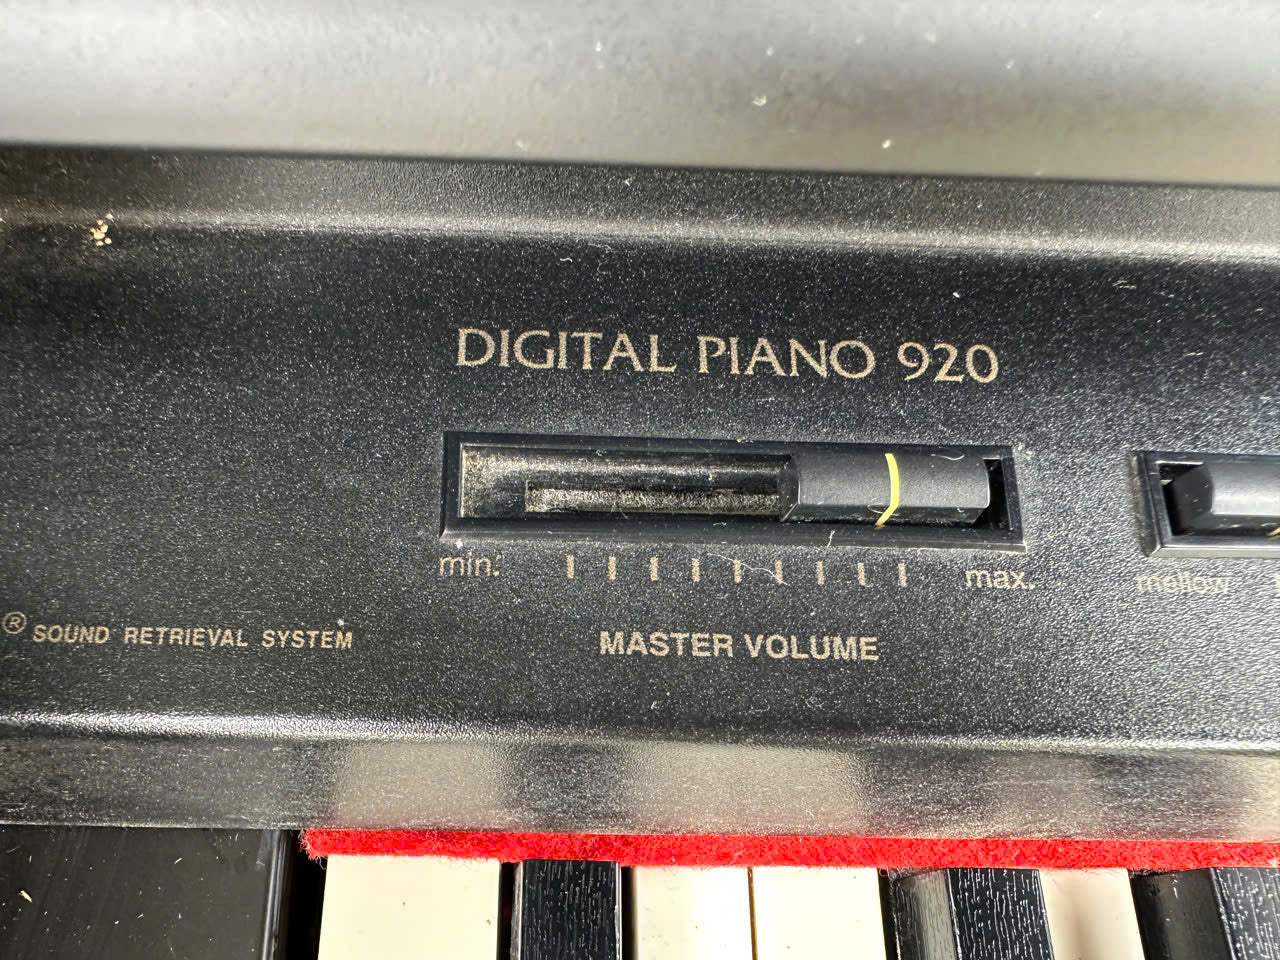 DIGITAL PIANO 920
min. max. mellow
® SOUND RETRIEVAL SYSTEM
MASTER VOLUME